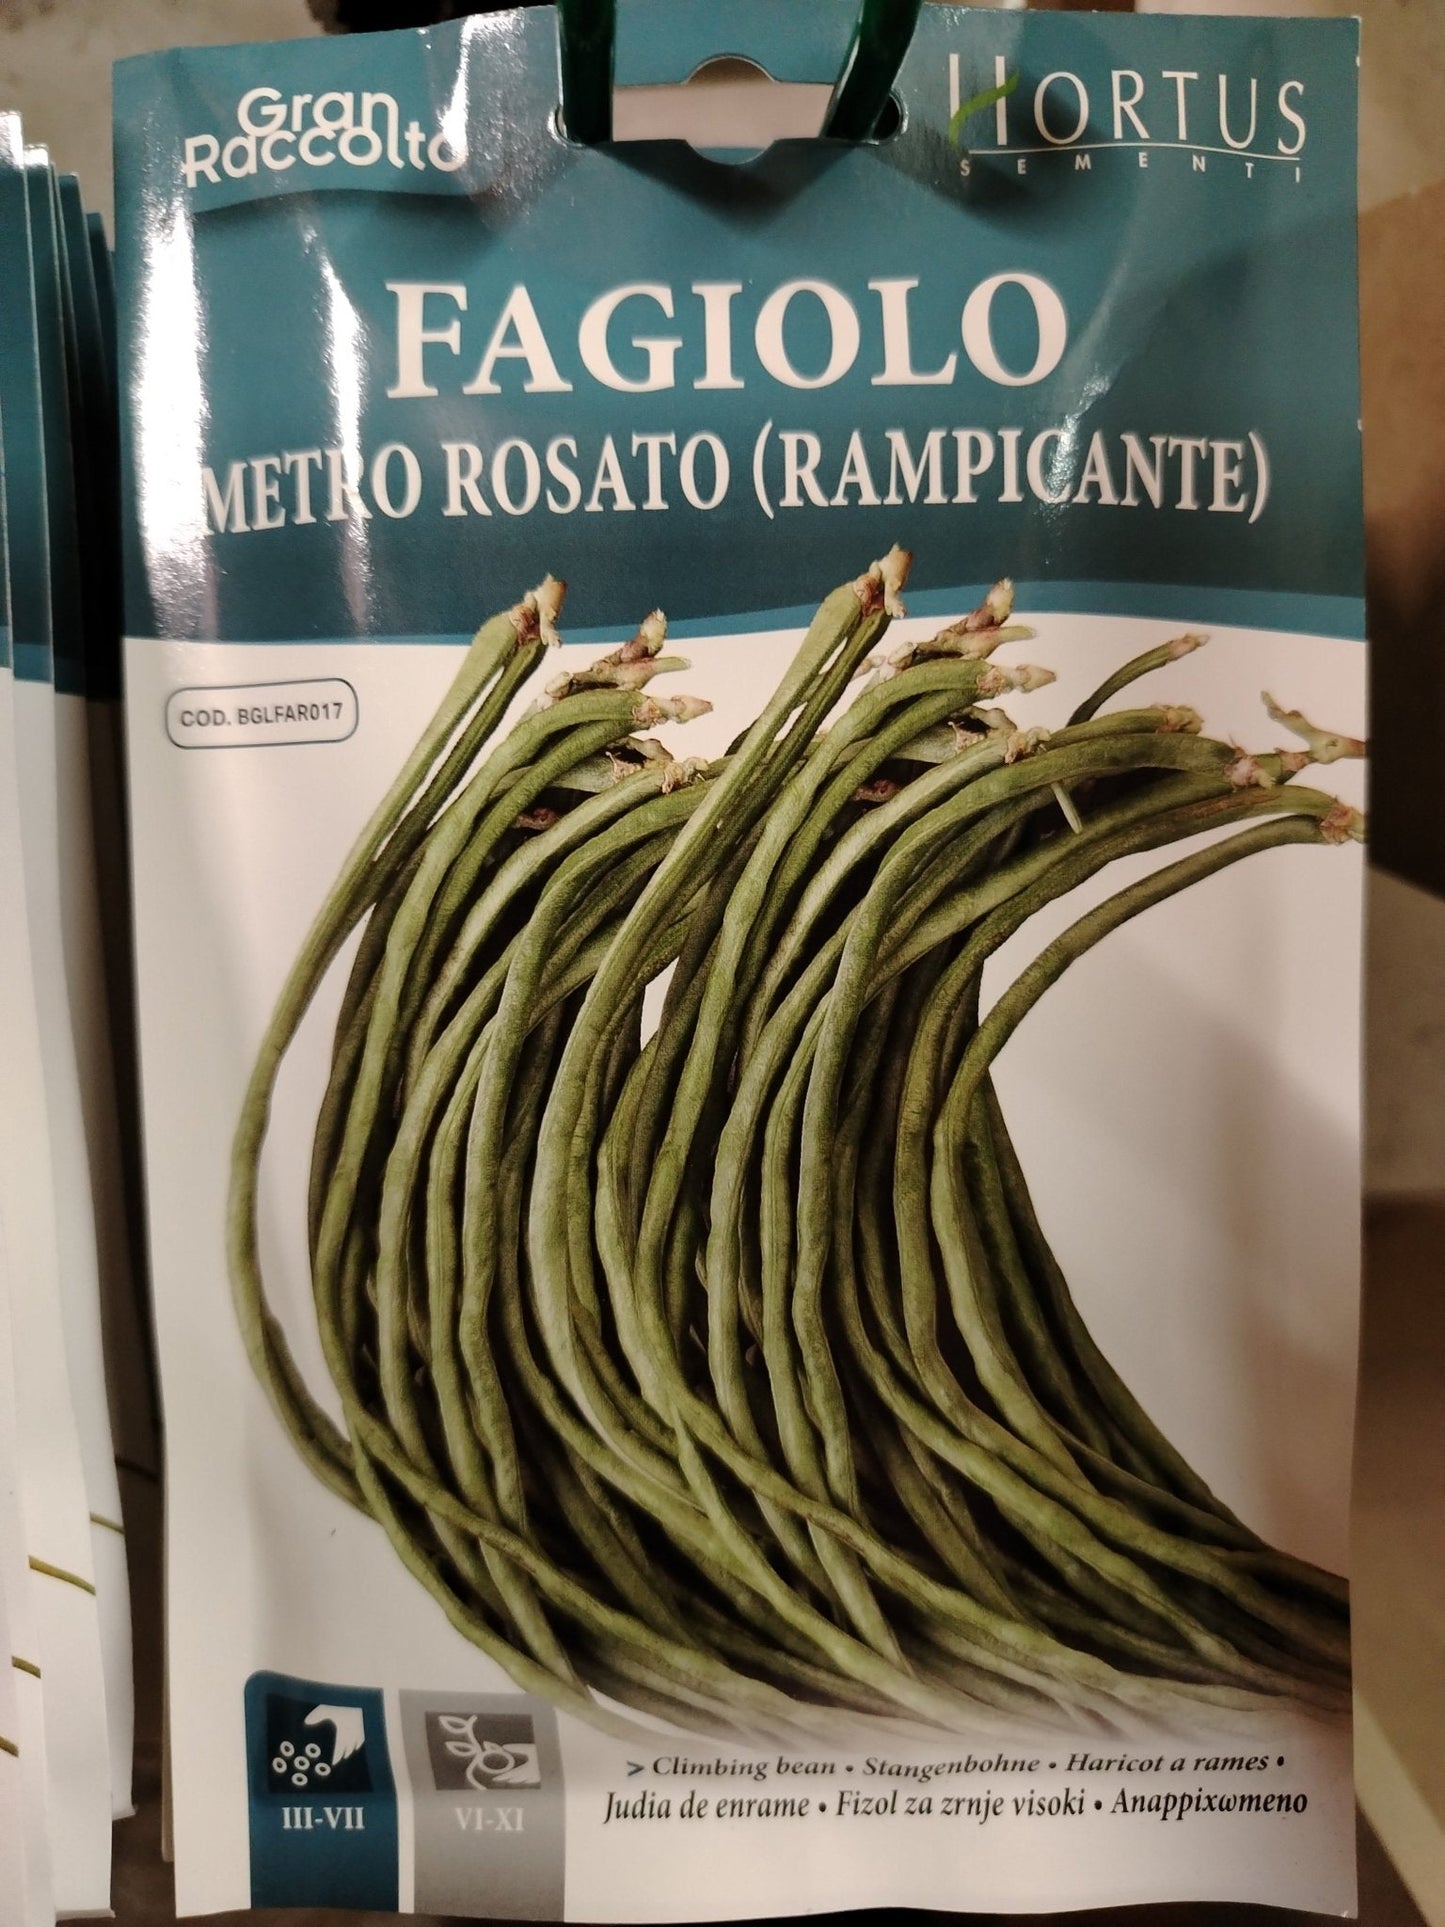 Gran
Raccolto
HORTUS
SEMENTI
FAGIOLO
METRO ROSATO (RAMPICANTE)
COD. BGLFAR017
III-VII
VI-XI
> Climbing bean • Stangenbohne • Haricot a rames •
Judia de enrame • Fizol za zrnje visoki • Αναρριχωμενο